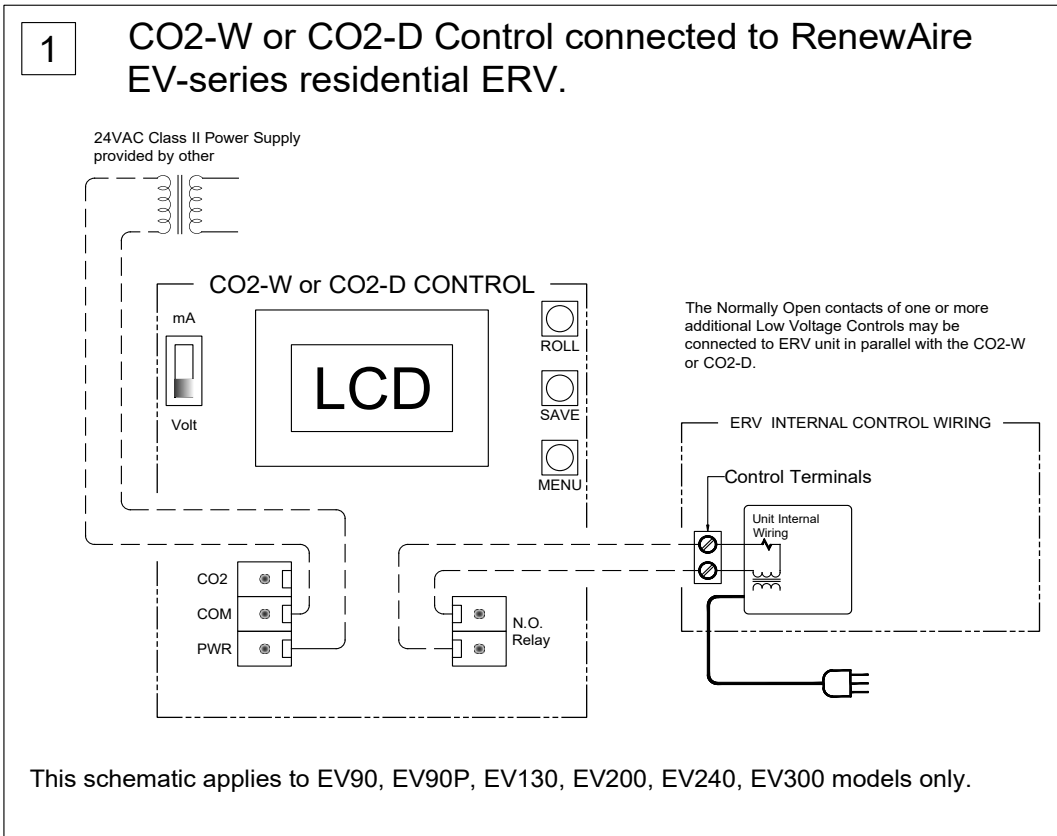 1
CO2-W or CO2-D Control connected to RenewAire
EV-series residential ERV.
24VAC Class II Power Supply
provided by other
CO2-W or CO2-D CONTROL
mA
Volt
LCD
ROLL
SAVE
MENU
The Normally Open contacts of one or more
additional Low Voltage Controls may be
connected to ERV unit in parallel with the CO2-W
or CO2-D.
ERV INTERNAL CONTROL WIRING
Control Terminals
Unit Internal
Wiring
CO2
COM
PWR
N.O.
Relay
This schematic applies to EV90, EV90P, EV130, EV200, EV240, EV300 models only.